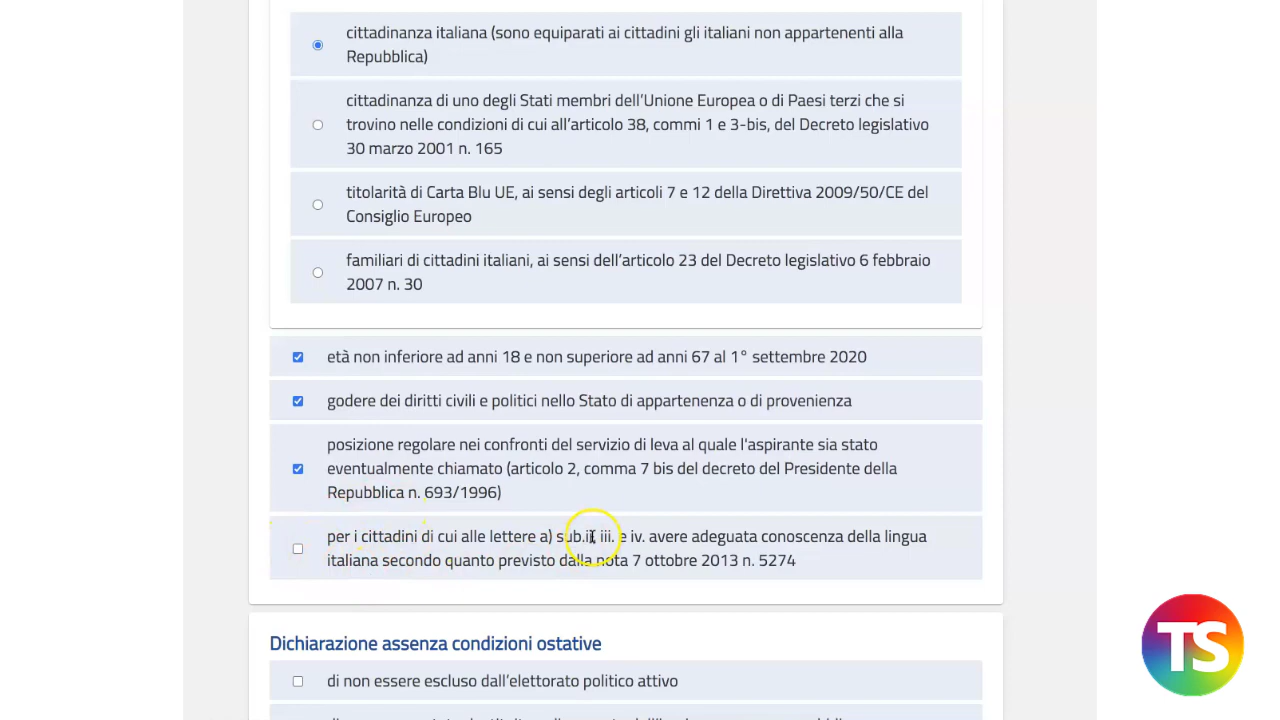 cittadinanza italiana (sono equiparati ai cittadini gli italiani non appartenenti alla
Repubblica)
cittadinanza di uno degli Stati membri dell'Unione Europea o di Paesi terzi che si
trovino nelle condizioni di cui all'articolo 38, commi 1 e 3-bis, del Decreto legislativo
30 marzo 2001 n. 165
titolarità di Carta Blu UE, ai sensi degli articoli 7 e 12 della Direttiva 2009/50/CE del
Consiglio Europeo
familiari di cittadini italiani, ai sensi dell'articolo 23 del Decreto legislativo 6 febbraio
2007 n. 30
età non inferiore ad anni 18 e non superiore ad anni 67 al 1° settembre 2020
godere dei diritti civili e politici nello Stato di appartenenza o di provenienza
posizione regolare nei confronti del servizio di leva al quale l'aspirante sia stato
eventualmente chiamato (articolo 2, comma 7 bis del decreto del Presidente della
Repubblica n. 693/1996)
per i cittadini di cui alle lettere a) sub.ii, iii. e iv. avere adeguata conoscenza della lingua
italiana secondo quanto previsto dalla nota 7 ottobre 2013 n. 5274
Dichiarazione assenza condizioni ostative
di non essere escluso dall'elettorato politico attivo
TS